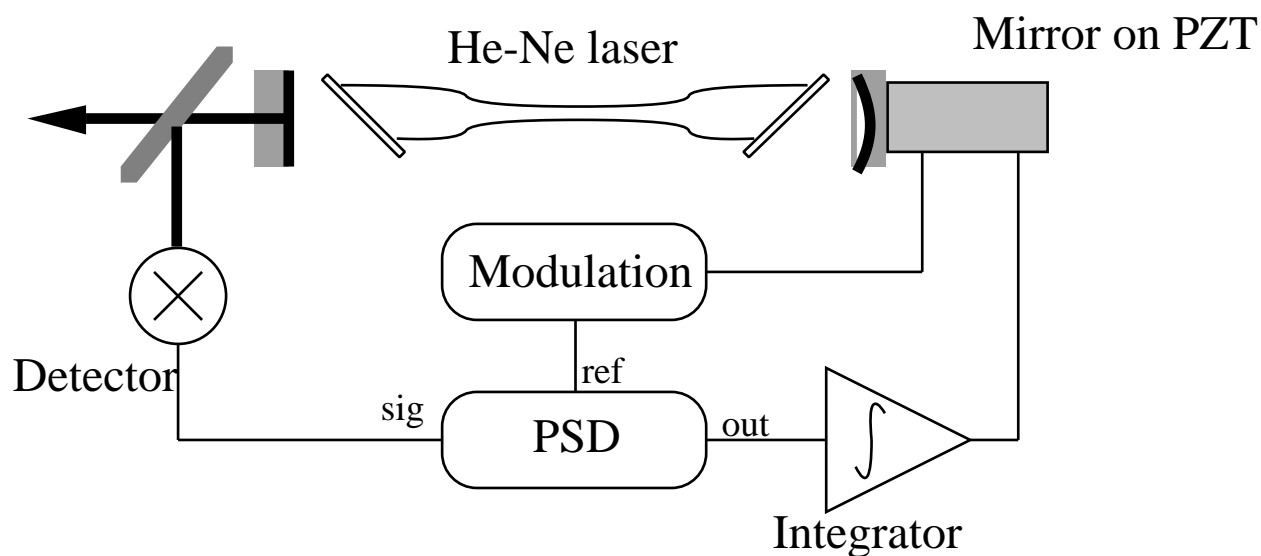 Mirror on PZT
He-Ne laser
Modulation
Detector
ref
sig
PSD
out
∫
Integrator